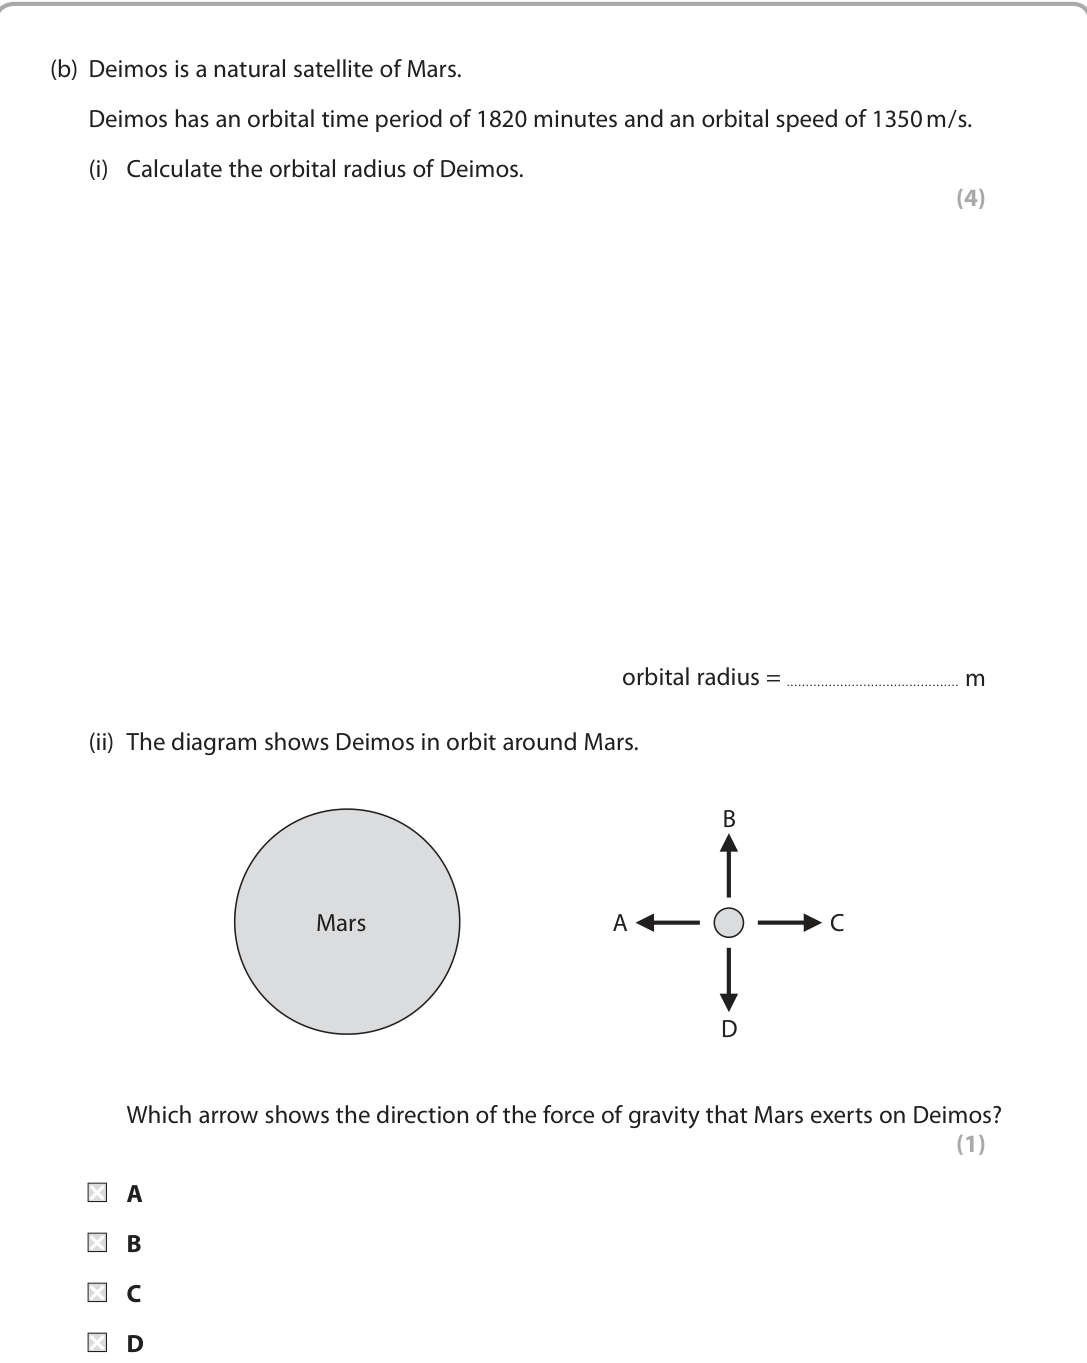 (b) Deimos is a natural satellite of Mars.
Deimos has an orbital time period of 1820 minutes and an orbital speed of 1350 m/s.
(i) Calculate the orbital radius of Deimos.
(4)
orbital radius = ............................................ m
(ii) The diagram shows Deimos in orbit around Mars.
B
Mars
A
C
D
Which arrow shows the direction of the force of gravity that Mars exerts on Deimos?
(1)
A
B
C
D